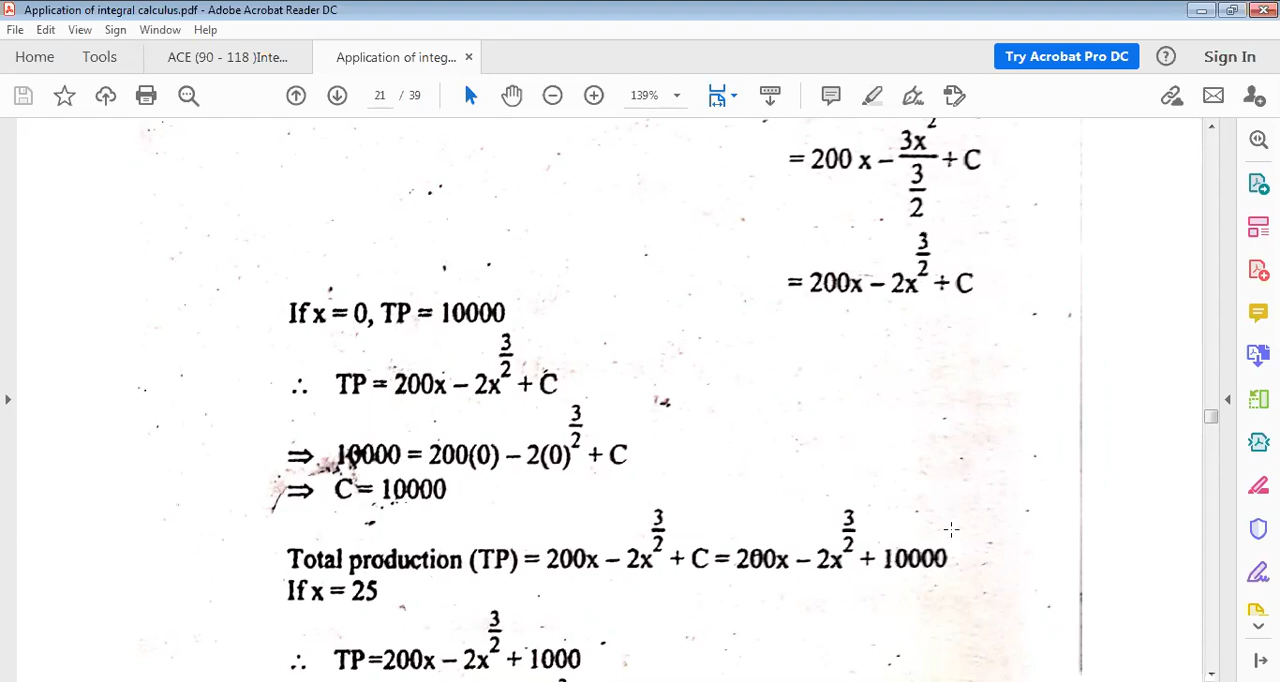 Application of integral calculus.pdf - Adobe Acrobat Reader DC
File Edit View Sign Window Help
Home Tools ACE (90 - 118 )Inte... Application of integ... × Try Acrobat Pro DC Sign In
21 / 39 139%
= 200 x – 3x^2 / (3/2) + C
= 200x – 2x^(3/2) + C
If x = 0, TP = 10000
∴ TP = 200x – 2x^(3/2) + C
⇒ 10000 = 200(0) – 2(0)^(3/2) + C
⇒ C = 10000
Total production (TP) = 200x – 2x^(3/2) + C = 200x – 2x^(3/2) + 10000
If x = 25
∴ TP =200x – 2x^(3/2) + 1000